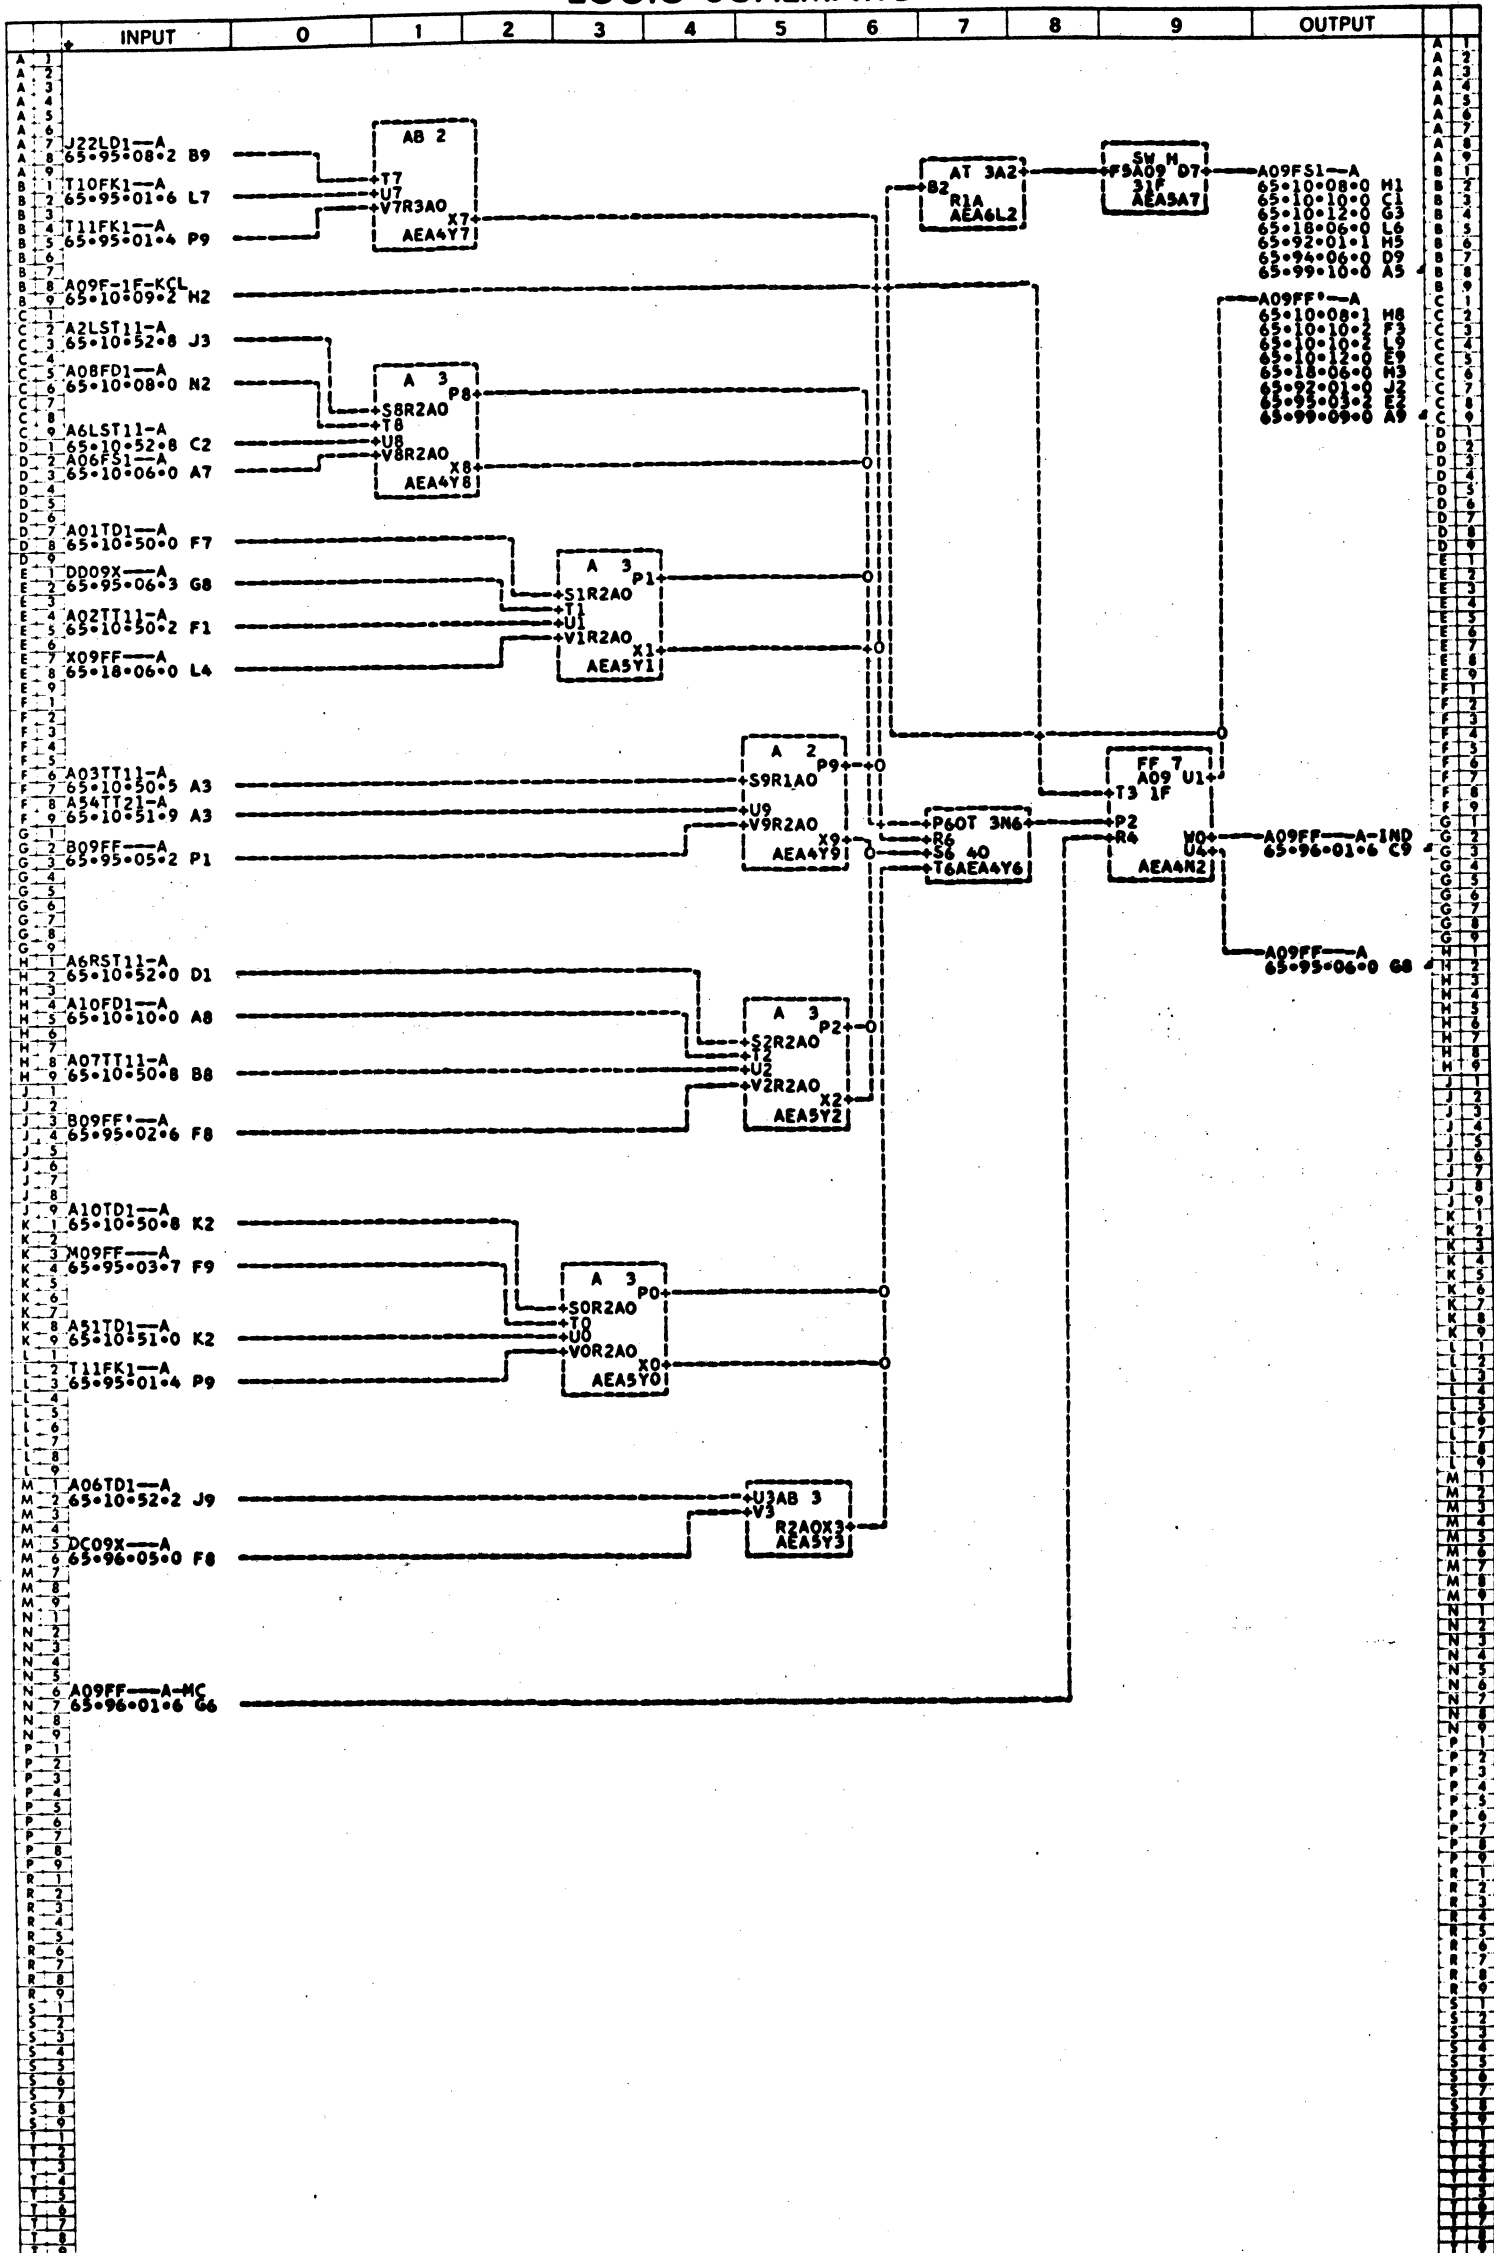 INPUT 0 1 2 3 4 5 6 7 8 9 OUTPUT
J22LD1--A
65•95•08•2 B9
T10FK1--A
65•95•01•6 L7
T11FK1--A
65•95•01•4 P9
A09F-1F-KCL
65•10•09•2 H2
A2LST11-A
65•10•52•8 J3
A08FD1--A
65•10•08•0 N2
A6LST11-A
65•10•52•8 C2
A06FS1--A
65•10•06•0 A7
A01TD1--A
65•10•50•0 F7
DD09X---A
65•95•06•3 G8
A02TT11-A
65•10•50•2 F1
X09FF---A
65•18•06•0 L4
A03TT11-A
65•10•50•5 A3
A54TT21-A
65•10•51•9 A3
B09FF---A
65•95•05•2 P1
A6RST11-A
65•10•52•0 D1
A10FD1--A
65•10•10•0 A8
A07TT11-A
65•10•50•8 B8
B09FF'--A
65•95•02•6 F8
A10TD1--A
65•10•50•8 K2
M09FF---A
65•95•03•7 F9
A51TD1--A
65•10•51•0 K2
T11FK1--A
65•95•01•4 P9
A06TD1--A
65•10•52•2 J9
DC09X---A
65•96•05•0 F8
A09FF---A-MC
65•96•01•6 G6
AB 2
T7
U7
V7R3AO
X7
AEA4Y7
A 3
P8
S8R2AO
T8
U8
V8R2AO
X8
AEA4Y8
A 3
P1
S1R2AO
T1
U1
V1R2AO
X1
AEA5Y1
A 2
P9
S9R1AO
U9
V9R2AO
X9
AEA4Y9
A 3
P2
S2R2AO
T2
U2
V2R2AO
X2
AEA5Y2
A 3
P0
S0R2AO
T0
U0
V0R2AO
X0
AEA5Y0
U3AB 3
V3
R2AOX3
AEA5Y3
AT 3A2
B2
R1A
AEA6L2
SW H
F5A09 D7
31F
AEA5A7
P6OT 3N6
R6
S6 4O
T6AEA4Y6
FF 7
A09 U1
T3 1F
P2
R4 W0
U4
AEA4N2
A09FS1--A
65•10•08•0 H1
65•10•10•0 C1
65•10•12•0 G3
65•18•06•0 L6
65•92•01•1 H5
65•94•06•0 D9
65•99•10•0 A5
A09FF'--A
65•10•08•1 H8
65•10•10•2 F3
65•10•10•2 L9
65•10•12•0 E9
65•18•06•0 M3
65•92•01•0 J2
65•95•03•2 E2
65•99•09•0 A9
A09FF---A-IND
65•96•01•6 C9
A09FF---A
65•95•06•0 G8